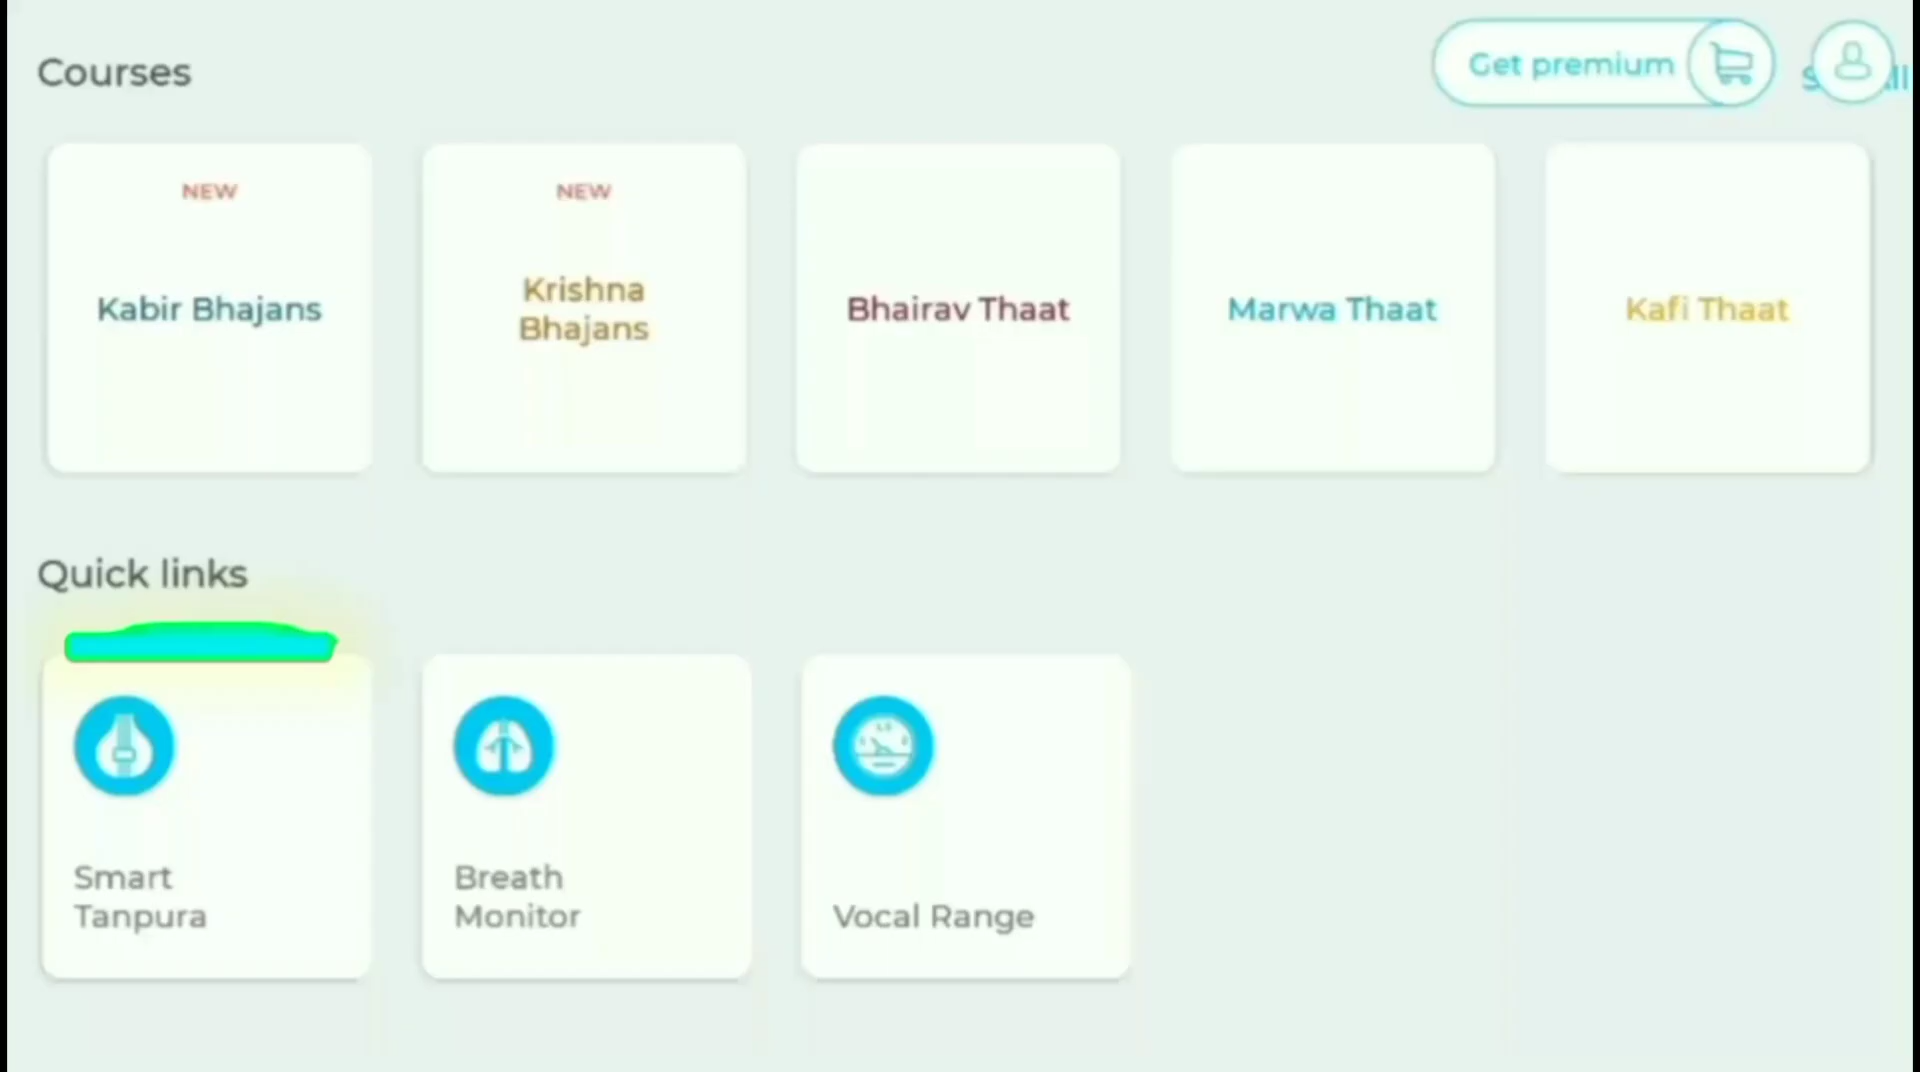 Courses
Get premium
NEW
Kabir Bhajans
NEW
Krishna
Bhajans
Bhairav Thaat
Marwa Thaat
Kafi Thaat
Quick links
Smart
Tanpura
Breath
Monitor
Vocal Range